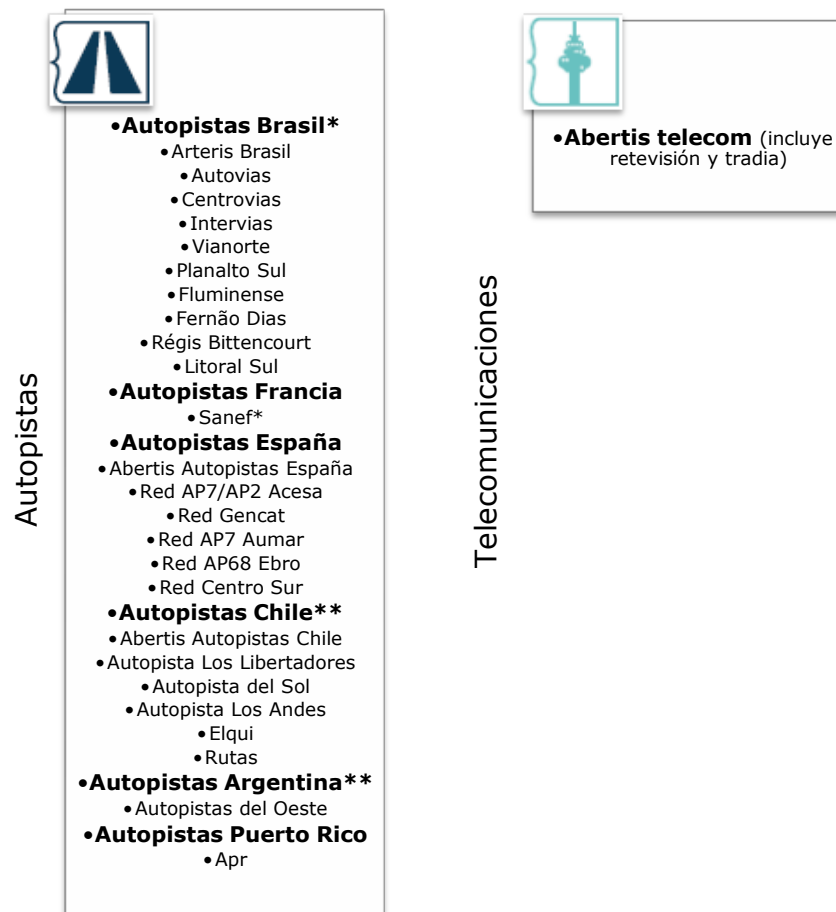 Autopistas
•Autopistas Brasil*
•Arteris Brasil
•Autovias
•Centrovias
•Intervias
•Vianorte
•Planalto Sul
•Fluminense
•Fernão Dias
•Régis Bittencourt
•Litoral Sul
•Autopistas Francia
•Sanef*
•Autopistas España
•Abertis Autopistas España
•Red AP7/AP2 Acesa
•Red Gencat
•Red AP7 Aumar
•Red AP68 Ebro
•Red Centro Sur
•Autopistas Chile**
•Abertis Autopistas Chile
•Autopista Los Libertadores
•Autopista del Sol
•Autopista Los Andes
•Elqui
•Rutas
•Autopistas Argentina**
•Autopistas del Oeste
•Autopistas Puerto Rico
•Apr
Telecomunicaciones
•Abertis telecom (incluye
retevisión y tradia)